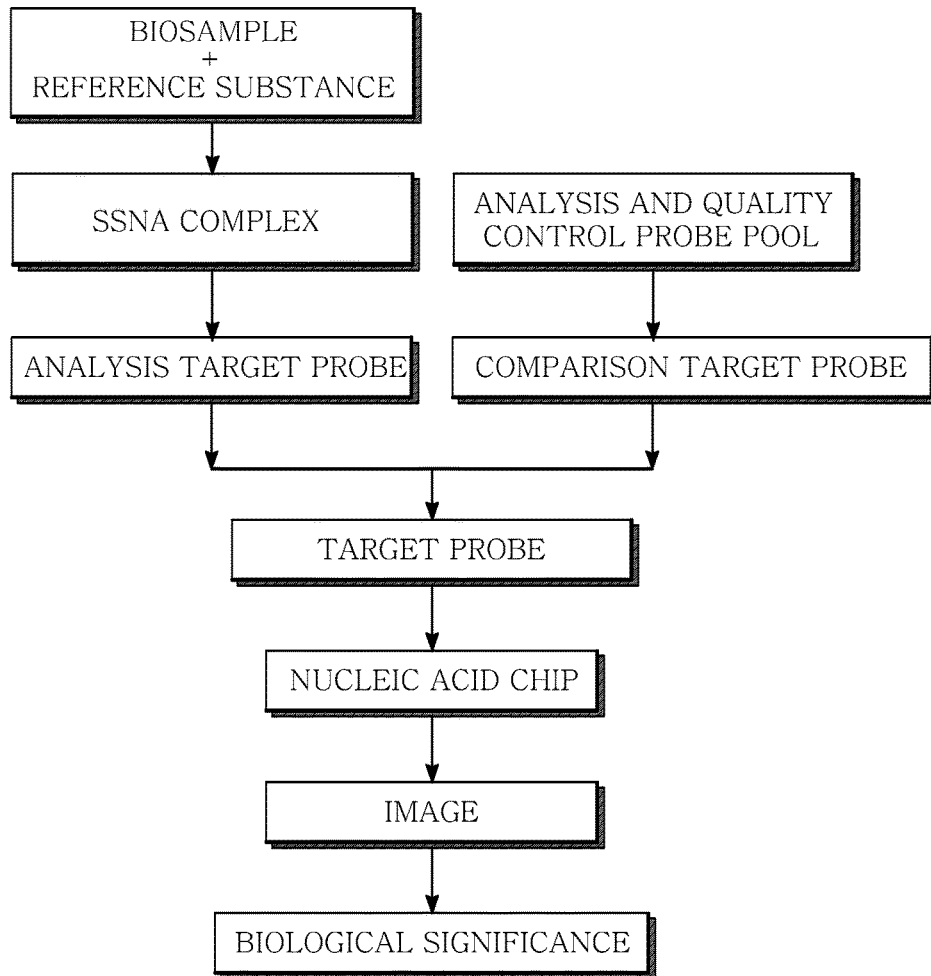 BIOSAMPLE
+
REFERENCE SUBSTANCE
SSNA COMPLEX
ANALYSIS AND QUALITY
CONTROL PROBE POOL
ANALYSIS TARGET PROBE
COMPARISON TARGET PROBE
TARGET PROBE
NUCLEIC ACID CHIP
IMAGE
BIOLOGICAL SIGNIFICANCE